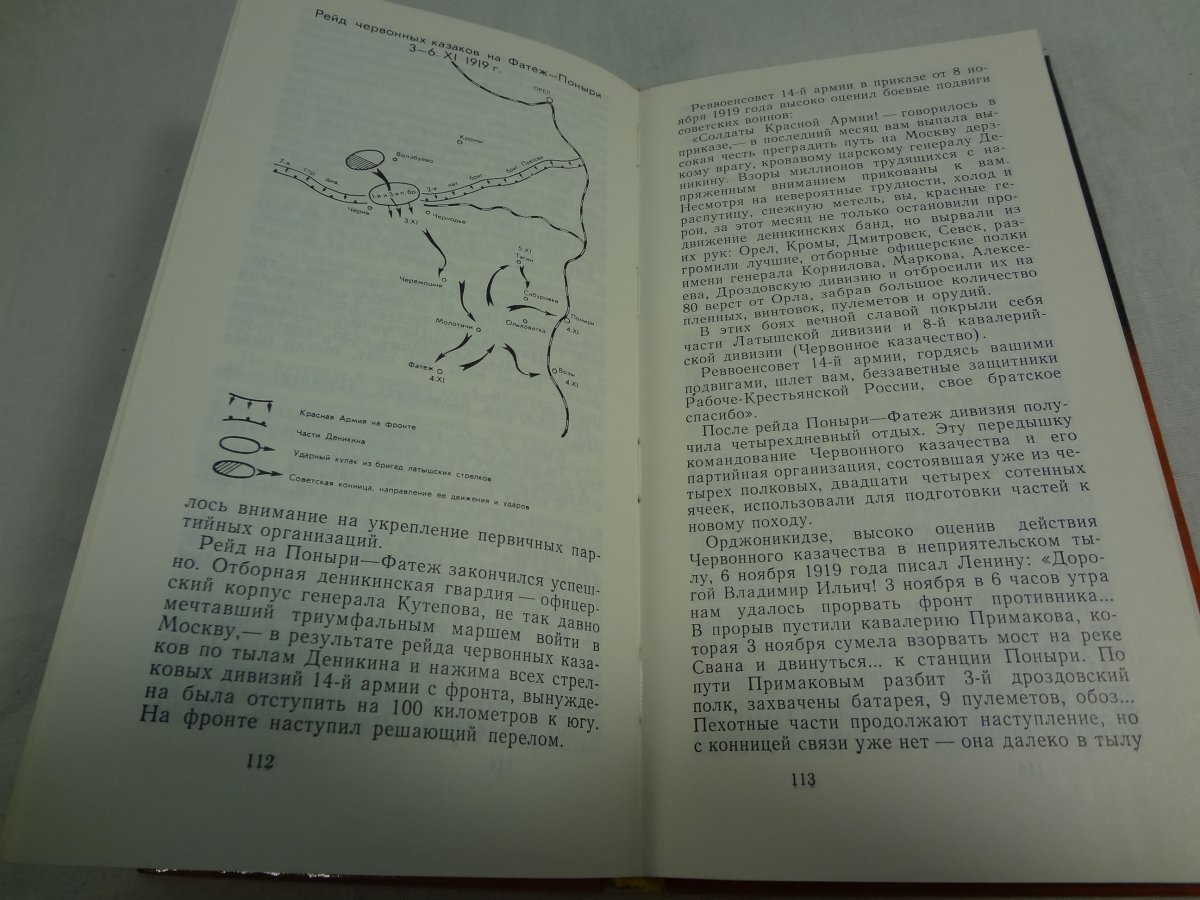 Рейд червонных казаков на Фатеж—Поныри
3—6. XI 1919 г.
ОРЕЛ
Кромы
Волобуево
7-я стр. див.
1-я и 3-я л. бр.
2-я лат. бриг.
бриг. Павлова
Чернь
3.XI
Чернодье
5.XI
Тагин
Черемошня
Сабуровка
Молотичи
Ольховатка
Поныри
4.XI
Фатеж
4.XI
Возы
4.XI
Красная Армия на фронте
Части Деникина
Ударный кулак из бригад латышских стрелков
Советская конница, направление ее движения и ударов
лось внимание на укрепление первичных пар-
тийных организаций.
Рейд на Поныри—Фатеж закончился успеш-
но. Отборная деникинская гвардия — офицер-
ский корпус генерала Кутепова, не так давно
мечтавший триумфальным маршем войти в
Москву,— в результате рейда червонных каза-
ков по тылам Деникина и нажима всех стрел-
ковых дивизий 14-й армии с фронта, вынужде-
на была отступить на 100 километров к югу.
На фронте наступил решающий перелом.
112
Реввоенсовет 14-й армии в приказе от 8 но-
ября 1919 года высоко оценил боевые подвиги
советских воинов:
«Солдаты Красной Армии! — говорилось в
приказе,— в последний месяц вам выпала вы-
сокая честь преградить путь на Москву дерз-
кому врагу, кровавому царскому генералу Де-
никину. Взоры миллионов трудящихся с на-
пряженным вниманием прикованы к вам.
Несмотря на невероятные трудности, холод и
распутицу, снежную метель, вы, красные ге-
рои, за этот месяц не только остановили про-
движение деникинских банд, но вырвали из
их рук: Орел, Кромы, Дмитровск, Севск, раз-
громили лучшие, отборные офицерские полки
имени генерала Корнилова, Маркова, Алексе-
ева, Дроздовскую дивизию и отбросили их на
80 верст от Орла, забрав большое количество
пленных, винтовок, пулеметов и орудий.
В этих боях вечной славой покрыли себя
части Латышской дивизии и 8-й кавалерий-
ской дивизии (Червонное казачество).
Реввоенсовет 14-й армии, гордясь вашими
подвигами, шлет вам, беззаветные защитники
Рабоче-Крестьянской России, свое братское
спасибо».
После рейда Поныри—Фатеж дивизия полу-
чила четырехдневный отдых. Эту передышку
командование Червонного казачества и его
партийная организация, состоявшая уже из че-
тырех полковых, двадцати четырех сотенных
ячеек, использовали для подготовки частей к
новому походу.
Орджоникидзе, высоко оценив действия
Червонного казачества в неприятельском ты-
лу, 6 ноября 1919 года писал Ленину: «Доро-
гой Владимир Ильич! 3 ноября в 6 часов утра
нам удалось прорвать фронт противника...
В прорыв пустили кавалерию Примакова, ко-
торая 3 ноября сумела взорвать мост на реке
Свана и двинуться... к станции Поныри. По
пути Примаковым разбит 3-й дроздовский
полк, захвачены батарея, 9 пулеметов, обоз...
Пехотные части продолжают наступление, но
с конницей связи уже нет — она далеко в тылу
113